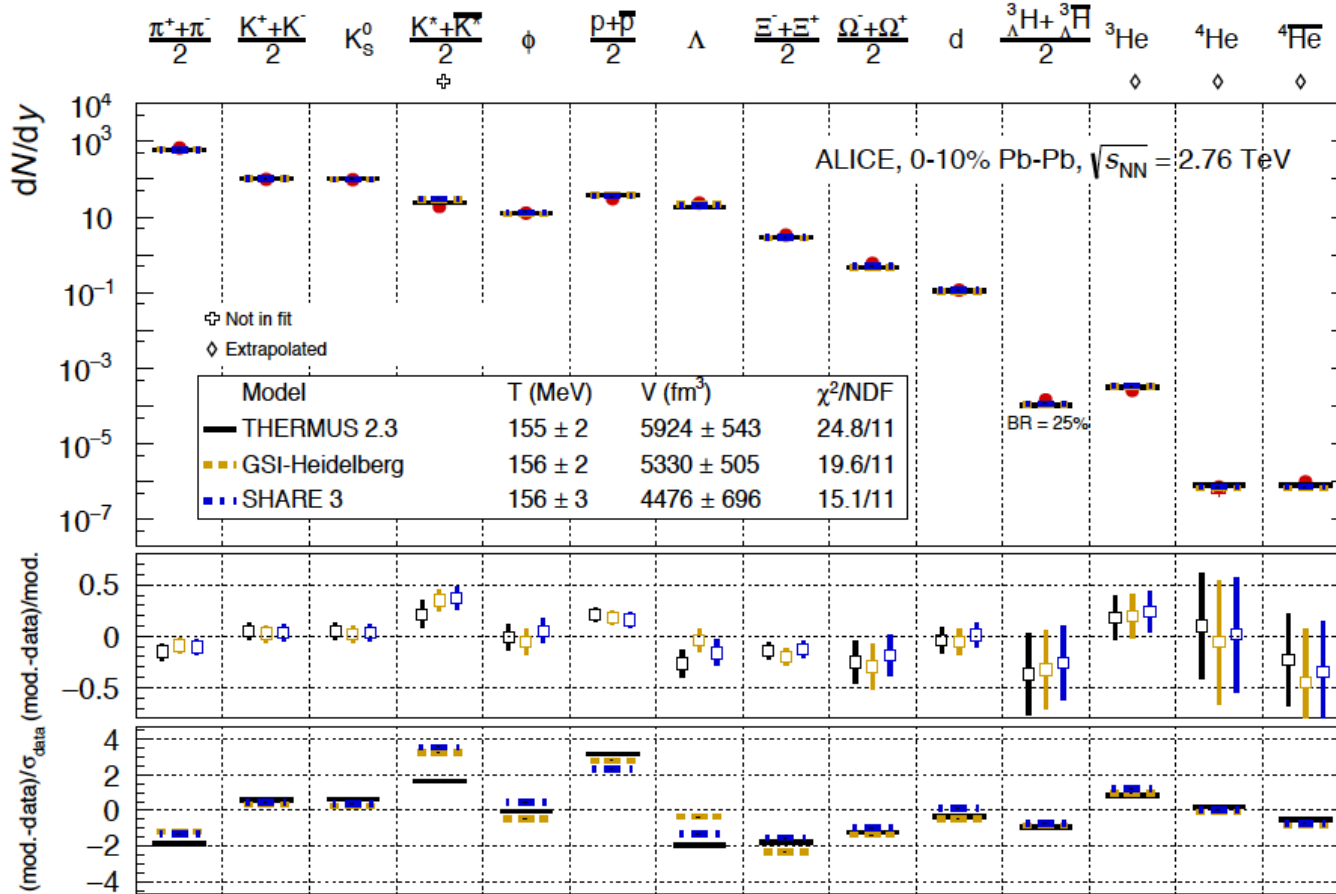 π⁺+π⁻/2 K⁺+K⁻/2 K⁰S K*+K̅*̅/2 ϕ p+p̅/2 Λ Ξ⁻+Ξ⁺/2 Ω⁻+Ω⁺/2 d ³ΛH+³ΛH̅/2 ³He ⁴He ⁴H̅e̅
dN/dy
10⁴
10³
10
10⁻¹
10⁻³
10⁻⁵
10⁻⁷
ALICE, 0-10% Pb-Pb, √sNN = 2.76 TeV
Not in fit
Extrapolated
Model T (MeV) V (fm³) χ²/NDF
THERMUS 2.3 155 ± 2 5924 ± 543 24.8/11
GSI-Heidelberg 156 ± 2 5330 ± 505 19.6/11
SHARE 3 156 ± 3 4476 ± 696 15.1/11
BR = 25%
(mod.-data)/mod.
0.5
0
−0.5
(mod.-data)/σdata
4
2
0
−2
−4